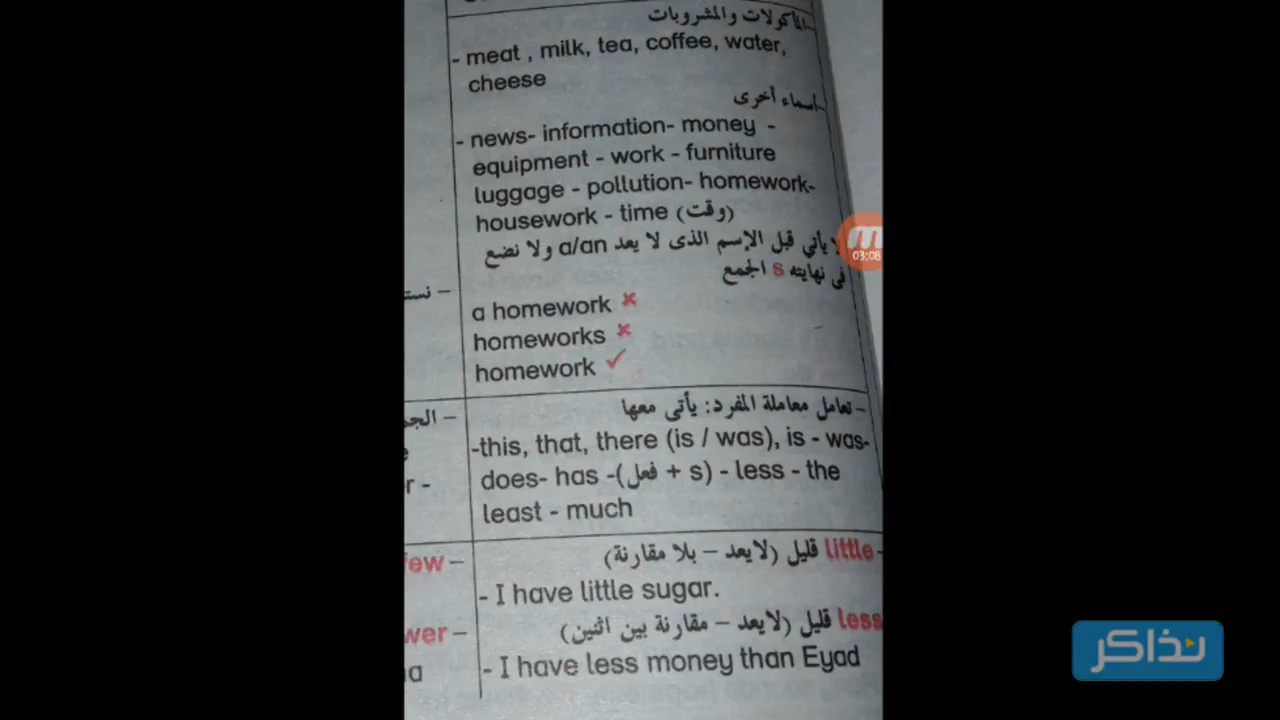 -المأكولات والمشروبات
- meat , milk, tea, coffee, water,
cheese
-أسماء أخرى
- news- information- money -
equipment - work - furniture
luggage - pollution- homework-
housework - time (وقت)
لا يأتي قبل الإسم الذى لا يعد a/an ولا نضع
فى نهايته s الجمع
a homework ×
homeworks ×
homework ✓
- تعامل معاملة المفرد: يأتى معها
-this, that, there (is / was), is - was-
does- has -(فعل + s) - less - the
least - much
-little قليل (لا يعد – بلا مقارنة)
- I have little sugar.
less قليل (لا يعد – مقارنة بين اثنين)
- I have less money than Eyad
03:08
نذاكر